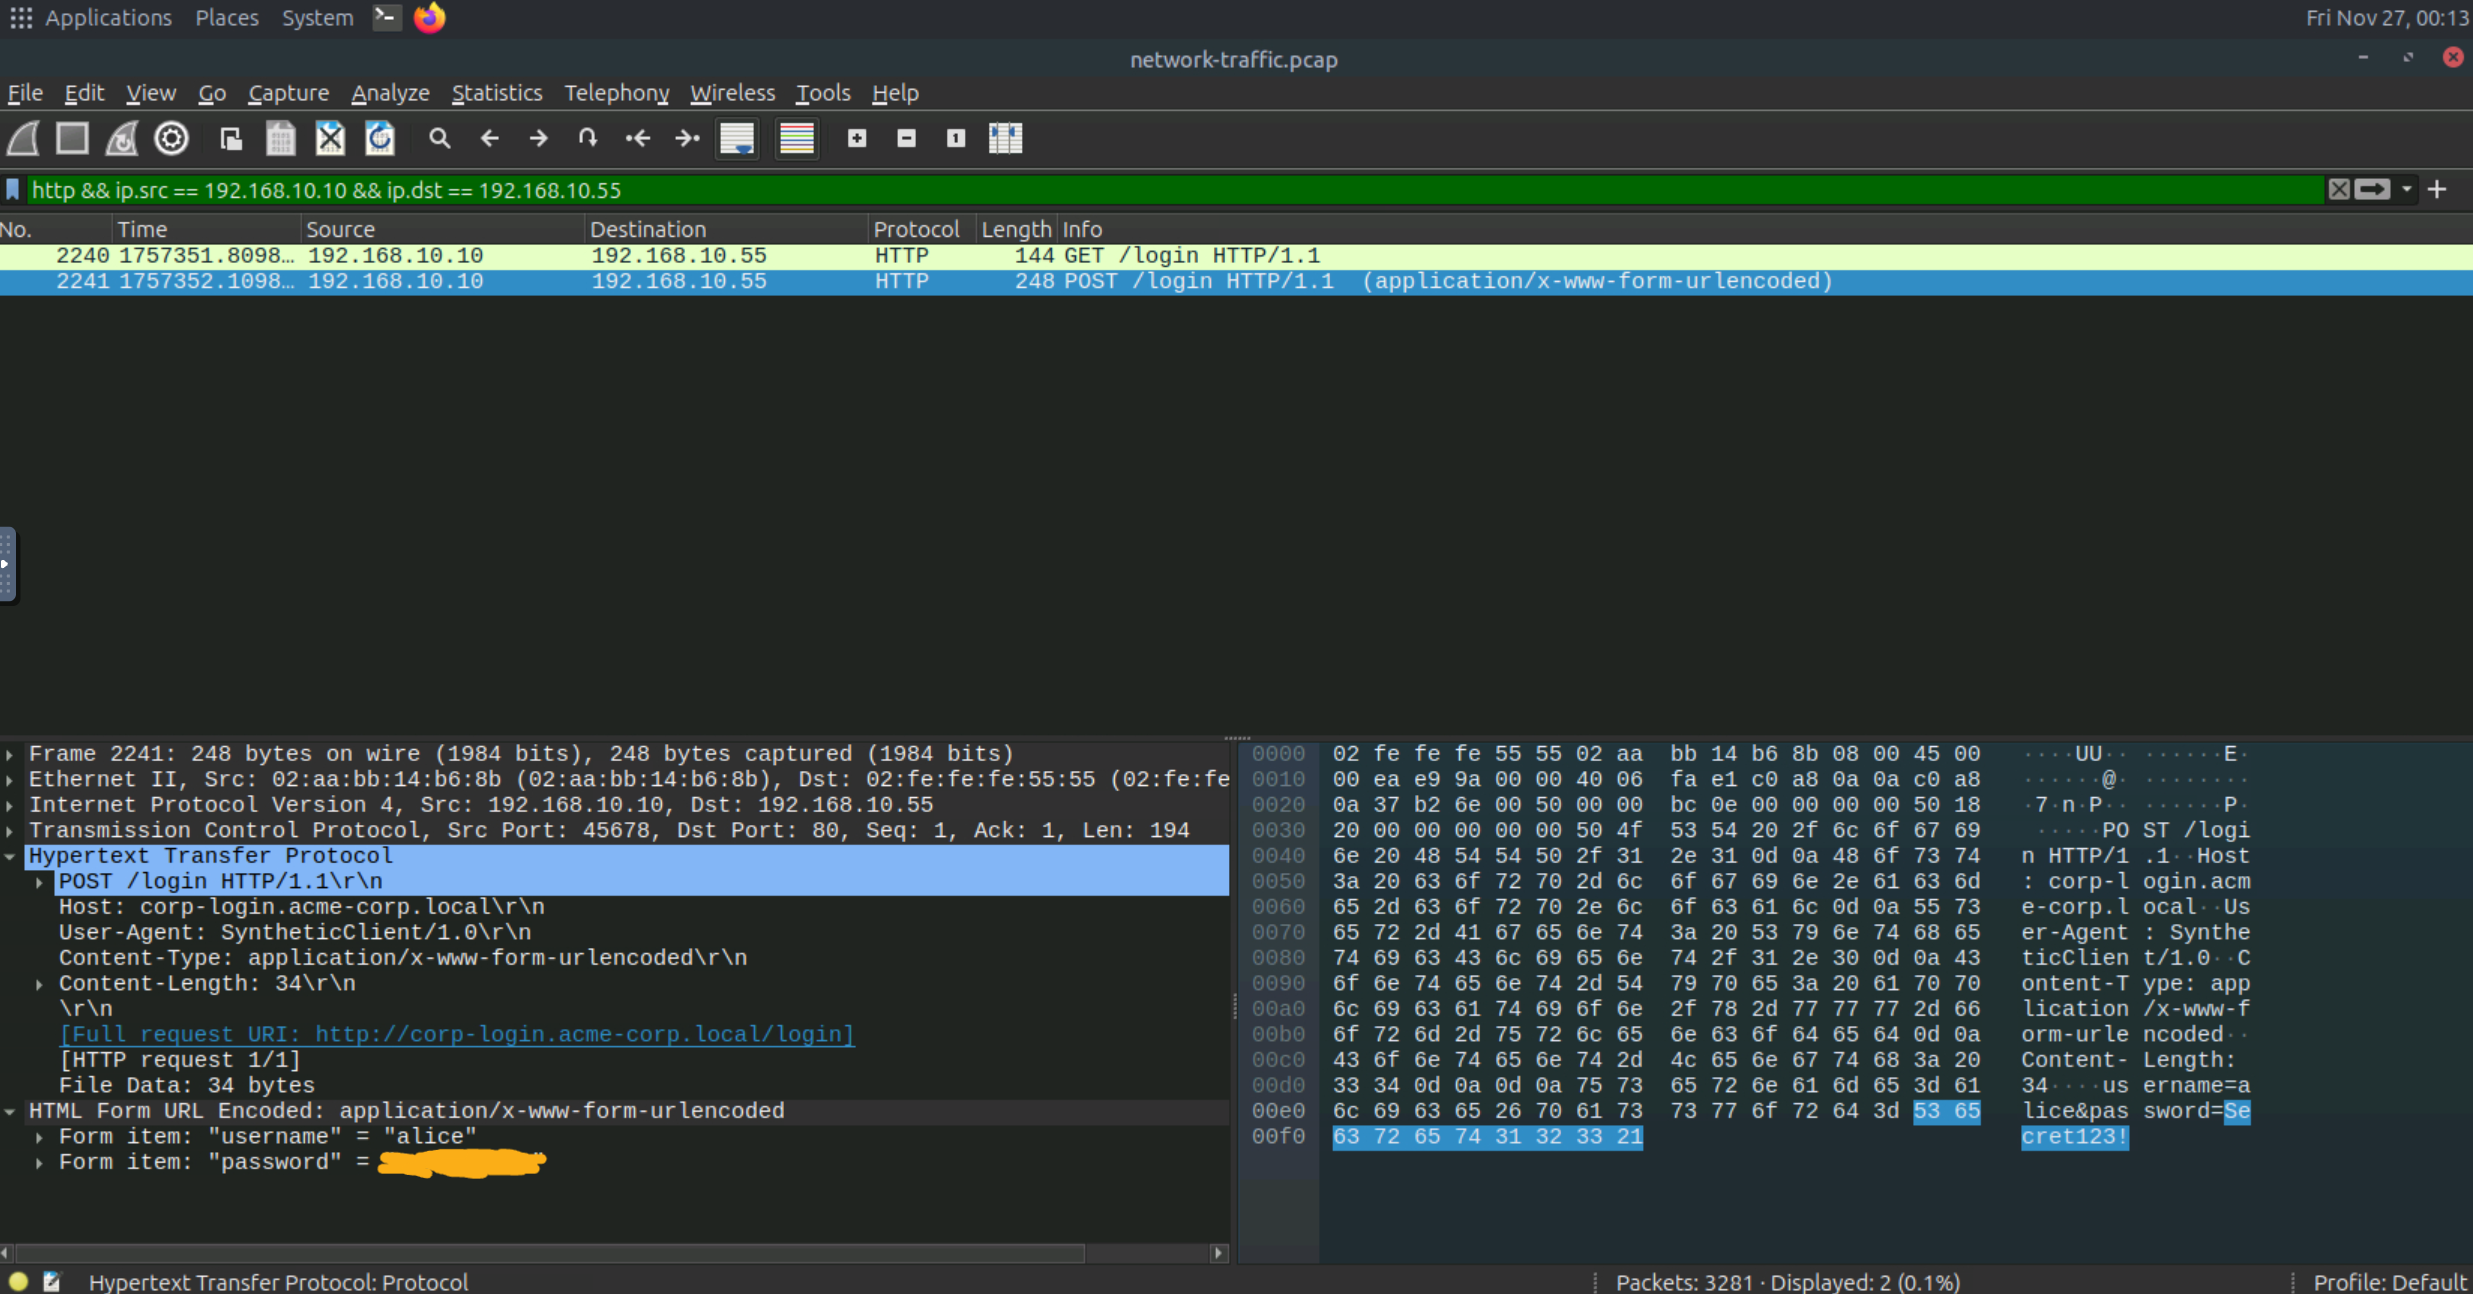 Applications Places System Fri Nov 27, 00:13
network-traffic.pcap
File Edit View Go Capture Analyze Statistics Telephony Wireless Tools Help
http && ip.src == 192.168.10.10 && ip.dst == 192.168.10.55
No. Time Source Destination Protocol Length Info
2240 1757351.8098… 192.168.10.10 192.168.10.55 HTTP 144 GET /login HTTP/1.1
2241 1757352.1098… 192.168.10.10 192.168.10.55 HTTP 248 POST /login HTTP/1.1 (application/x-www-form-urlencoded)
Frame 2241: 248 bytes on wire (1984 bits), 248 bytes captured (1984 bits)
Ethernet II, Src: 02:aa:bb:14:b6:8b (02:aa:bb:14:b6:8b), Dst: 02:fe:fe:fe:55:55 (02:fe:fe
Internet Protocol Version 4, Src: 192.168.10.10, Dst: 192.168.10.55
Transmission Control Protocol, Src Port: 45678, Dst Port: 80, Seq: 1, Ack: 1, Len: 194
Hypertext Transfer Protocol
POST /login HTTP/1.1\r\n
Host: corp-login.acme-corp.local\r\n
User-Agent: SyntheticClient/1.0\r\n
Content-Type: application/x-www-form-urlencoded\r\n
Content-Length: 34\r\n
\r\n
[Full request URI: http://corp-login.acme-corp.local/login]
[HTTP request 1/1]
File Data: 34 bytes
HTML Form URL Encoded: application/x-www-form-urlencoded
Form item: "username" = "alice"
Form item: "password" =
0000 02 fe fe fe 55 55 02 aa bb 14 b6 8b 08 00 45 00 ····UU·· ······E·
0010 00 ea e9 9a 00 00 40 06 fa e1 c0 a8 0a 0a c0 a8 ······@· ········
0020 0a 37 b2 6e 00 50 00 00 bc 0e 00 00 00 00 50 18 ·7·n·P·· ······P·
0030 20 00 00 00 00 00 50 4f 53 54 20 2f 6c 6f 67 69 ·····PO ST /logi
0040 6e 20 48 54 54 50 2f 31 2e 31 0d 0a 48 6f 73 74 n HTTP/1 .1··Host
0050 3a 20 63 6f 72 70 2d 6c 6f 67 69 6e 2e 61 63 6d : corp-l ogin.acm
0060 65 2d 63 6f 72 70 2e 6c 6f 63 61 6c 0d 0a 55 73 e-corp.l ocal··Us
0070 65 72 2d 41 67 65 6e 74 3a 20 53 79 6e 74 68 65 er-Agent : Synthe
0080 74 69 63 43 6c 69 65 6e 74 2f 31 2e 30 0d 0a 43 ticClien t/1.0··C
0090 6f 6e 74 65 6e 74 2d 54 79 70 65 3a 20 61 70 70 ontent-T ype: app
00a0 6c 69 63 61 74 69 6f 6e 2f 78 2d 77 77 77 2d 66 lication /x-www-f
00b0 6f 72 6d 2d 75 72 6c 65 6e 63 6f 64 65 64 0d 0a orm-urle ncoded··
00c0 43 6f 6e 74 65 6e 74 2d 4c 65 6e 67 74 68 3a 20 Content- Length:
00d0 33 34 0d 0a 0d 0a 75 73 65 72 6e 61 6d 65 3d 61 34····us ername=a
00e0 6c 69 63 65 26 70 61 73 73 77 6f 72 64 3d 53 65 lice&pas sword=Se
00f0 63 72 65 74 31 32 33 21 cret123!
Hypertext Transfer Protocol: Protocol Packets: 3281 · Displayed: 2 (0.1%) Profile: Default